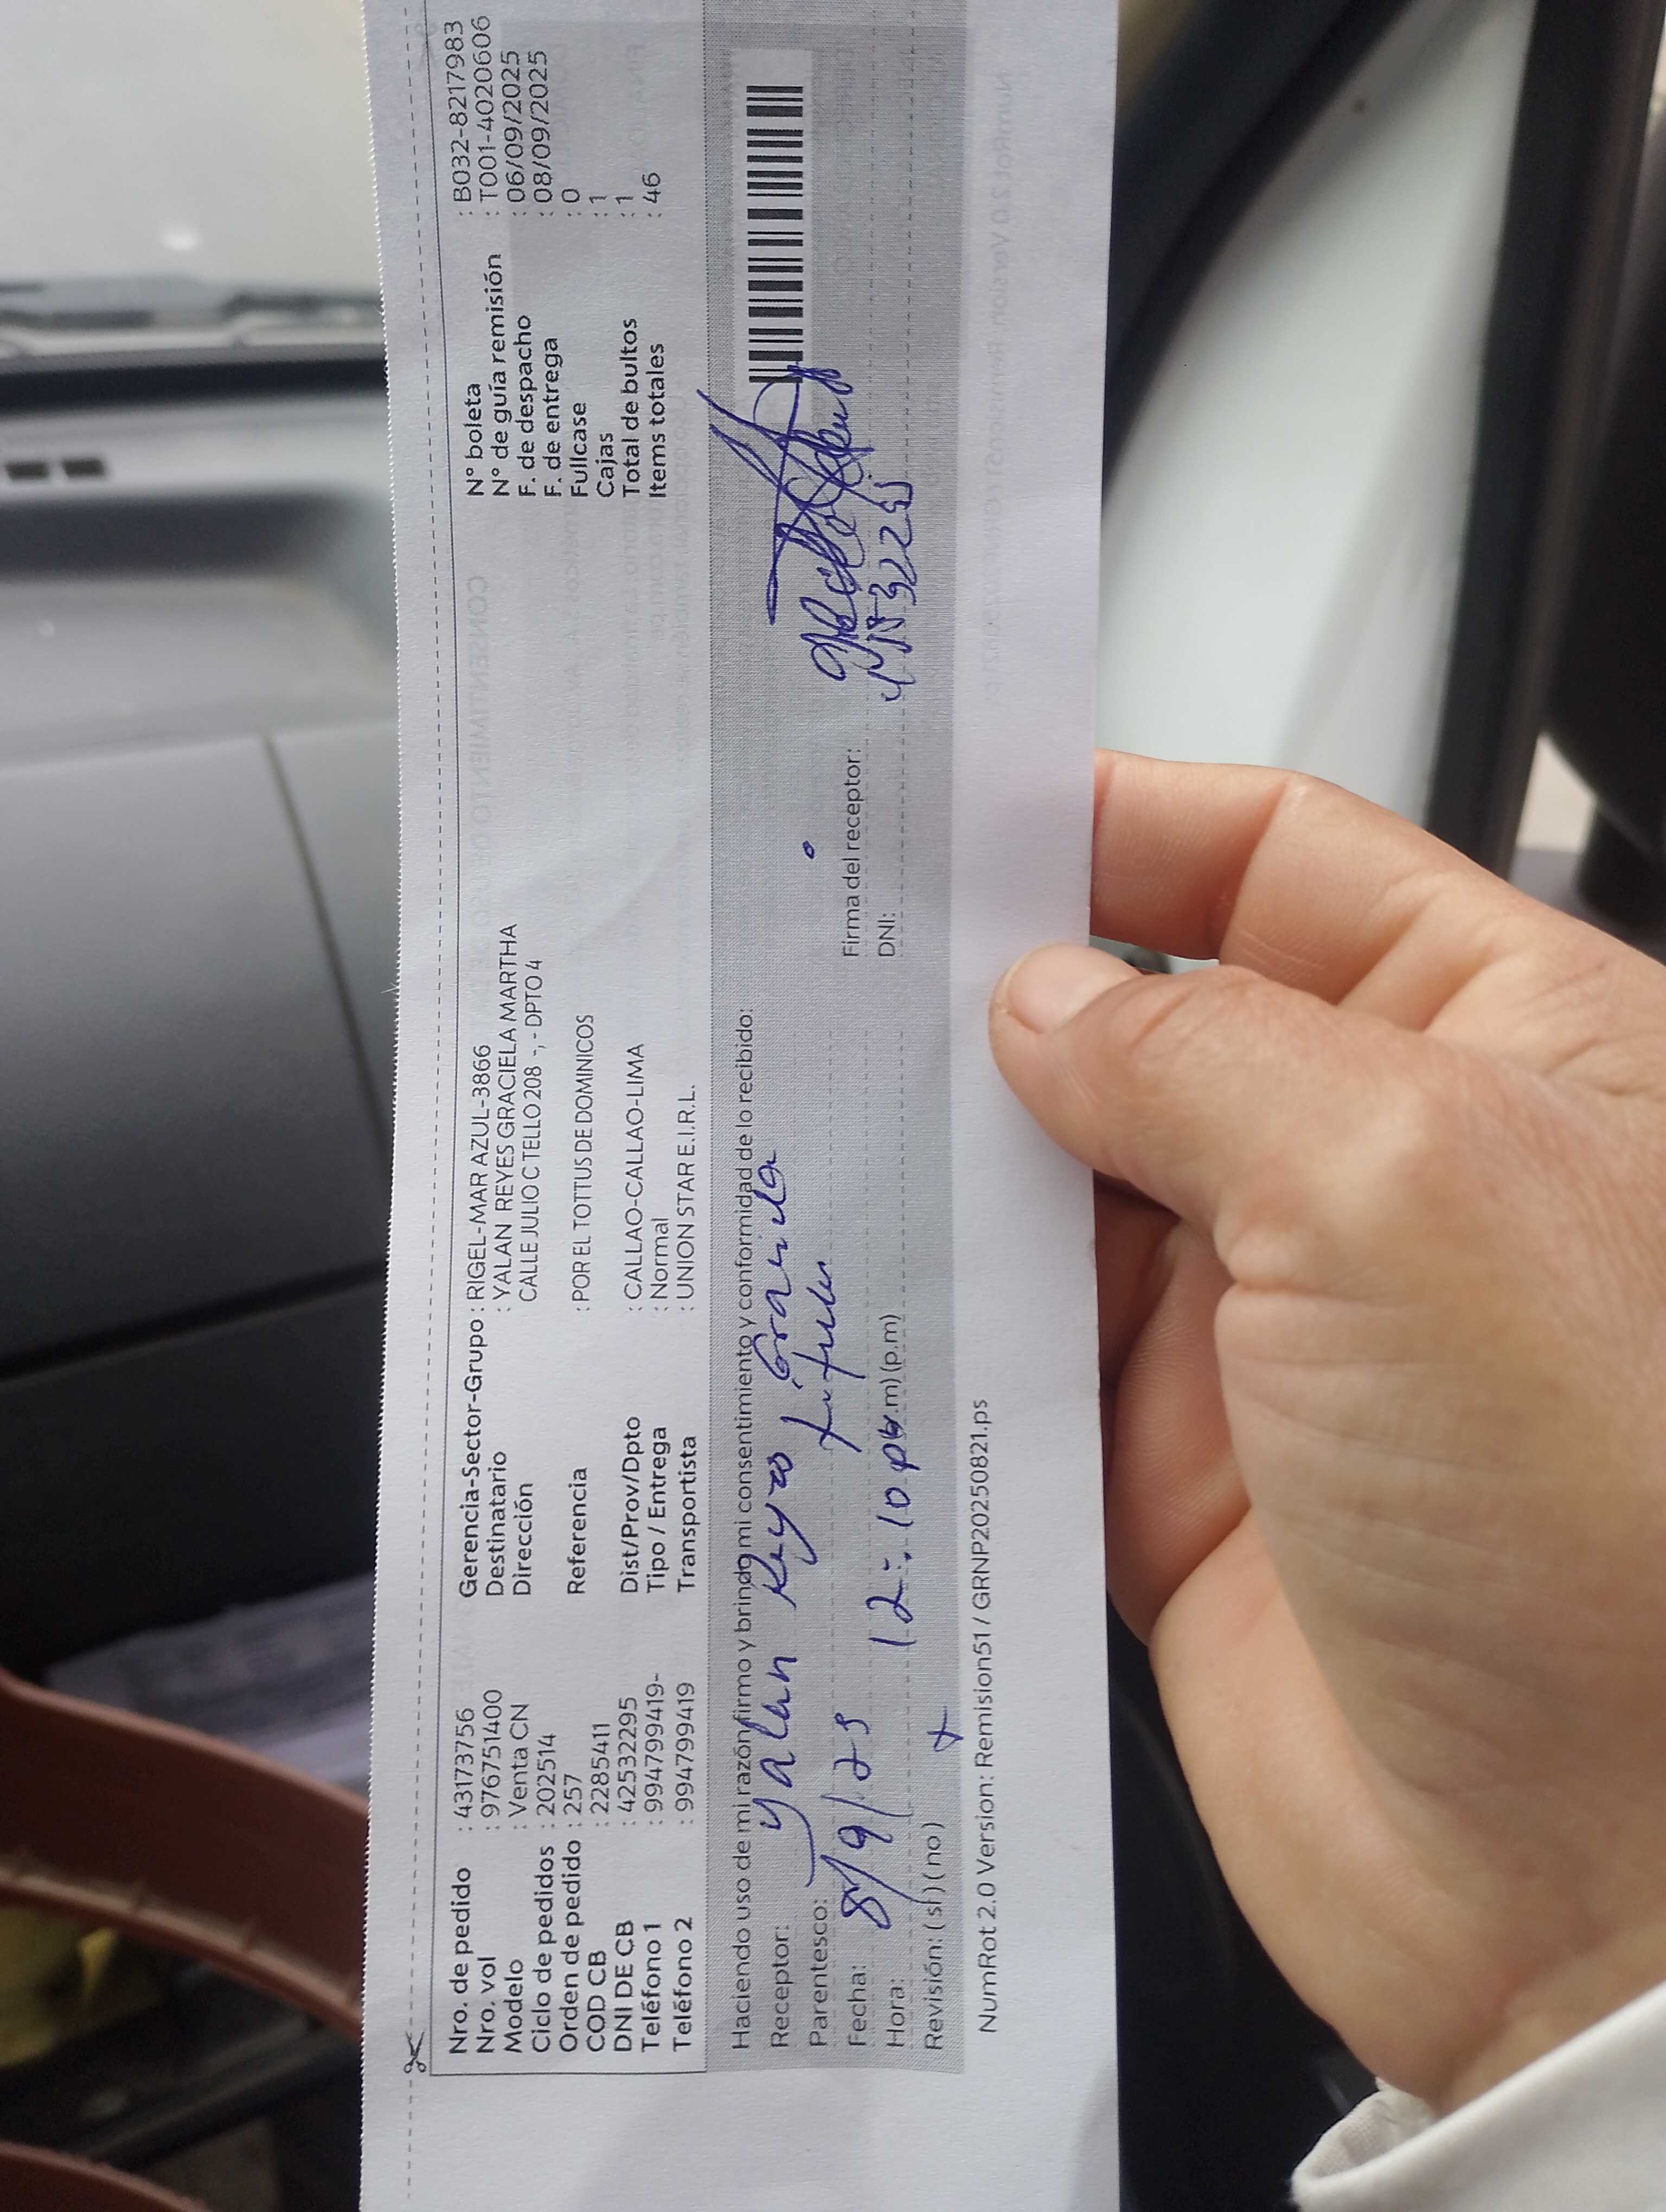 Nro. de pedido : 43173756
Nro. vol : 976751400
Modelo : Venta CN
Ciclo de pedidos : 202514
Orden de pedido : 257
COD CB : 2285411
DNI DE CB : 42532295
Teléfono 1 : 994799419-
Teléfono 2 : 994799419
Gerencia-Sector-Grupo : RIGEL-MAR AZUL-3866
Destinatario : YALAN REYES GRACIELA MARTHA
Dirección CALLE JULIO C TELLO 208 -, - DPTO 4
Referencia : POR EL TOTTUS DE DOMINICOS
Dist/Prov/Dpto : CALLAO-CALLAO-LIMA
Tipo / Entrega : Normal
Transportista : UNION STAR E.I.R.L.
N° boleta : B032-8217983
N° de guía remisión : T001-4020606
F. de despacho : 06/09/2025
F. de entrega : 08/09/2025
Fullcase : 0
Cajas : 1
Total de bultos : 1
Items totales : 46
Haciendo uso de mi razón firmo y brindo mi consentimiento y conformidad de lo recibido:
Receptor: Yalan Reyes
Parentesco:
Fecha: 8/9/25
Hora: 12:10 pm (p.m)
Revisión: (si) (no)
Firma del receptor:
DNI:
NumRot 2.0 Version: Remision51 / GRNP20250821.ps